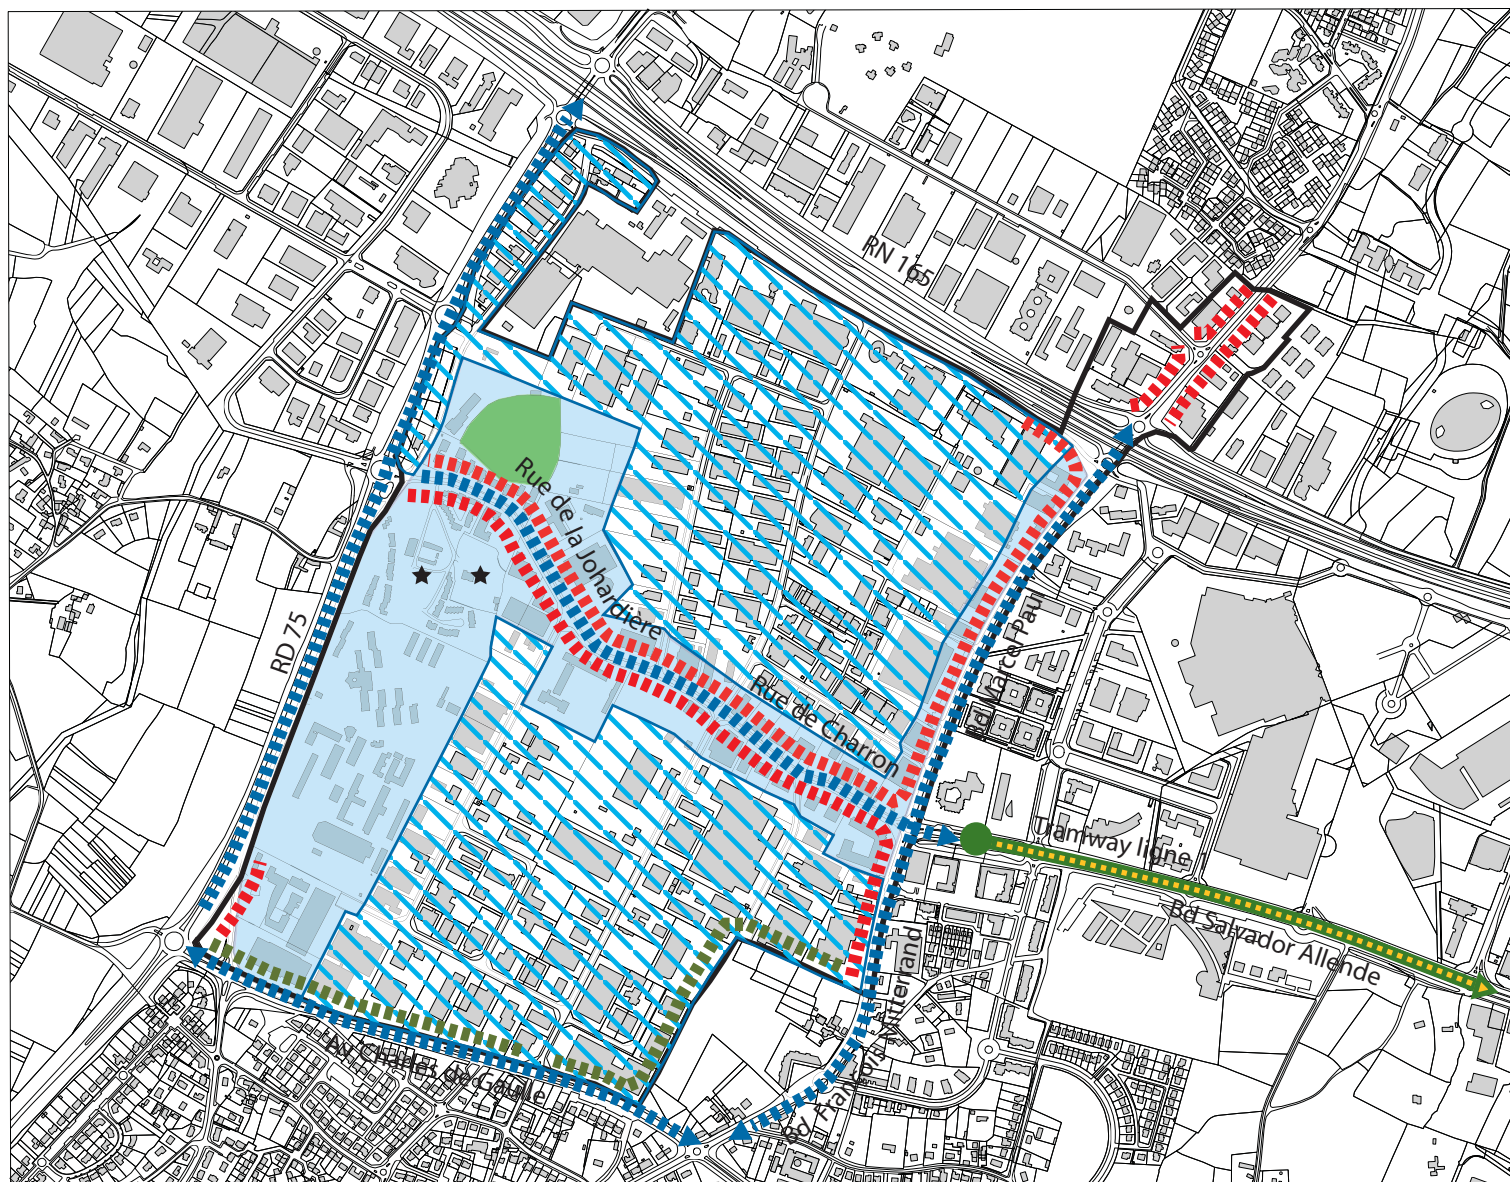 RN 165
Rue de la Johardière
RD 75
Bd Marcel Paul
Rue de Charron
Tramway ligne
Bd Salvador Allende
Bd François Mitterrand
Av. Charles de Gaulle